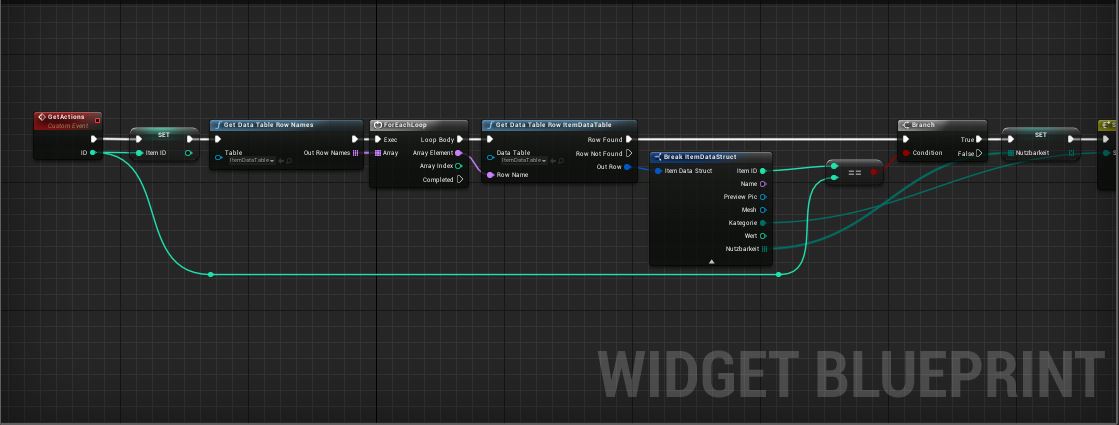 GetActions
Custom Event
ID
SET
Item ID
Get Data Table Row Names
Table
ItemDataTable
Out Row Names
ForEachLoop
Exec
Loop Body
Array
Array Element
Array Index
Completed
Get Data Table Row ItemDataTable
Row Found
Data Table
ItemDataTable
Row Not Found
Out Row
Row Name
Break ItemDataStruct
Item Data Struct
Item ID
Name
Preview Pic
Mesh
Kategorie
Wert
Nutzbarkeit
==
Branch
True
Condition
False
SET
Nutzbarkeit
S
S
WIDGET BLUEPRINT